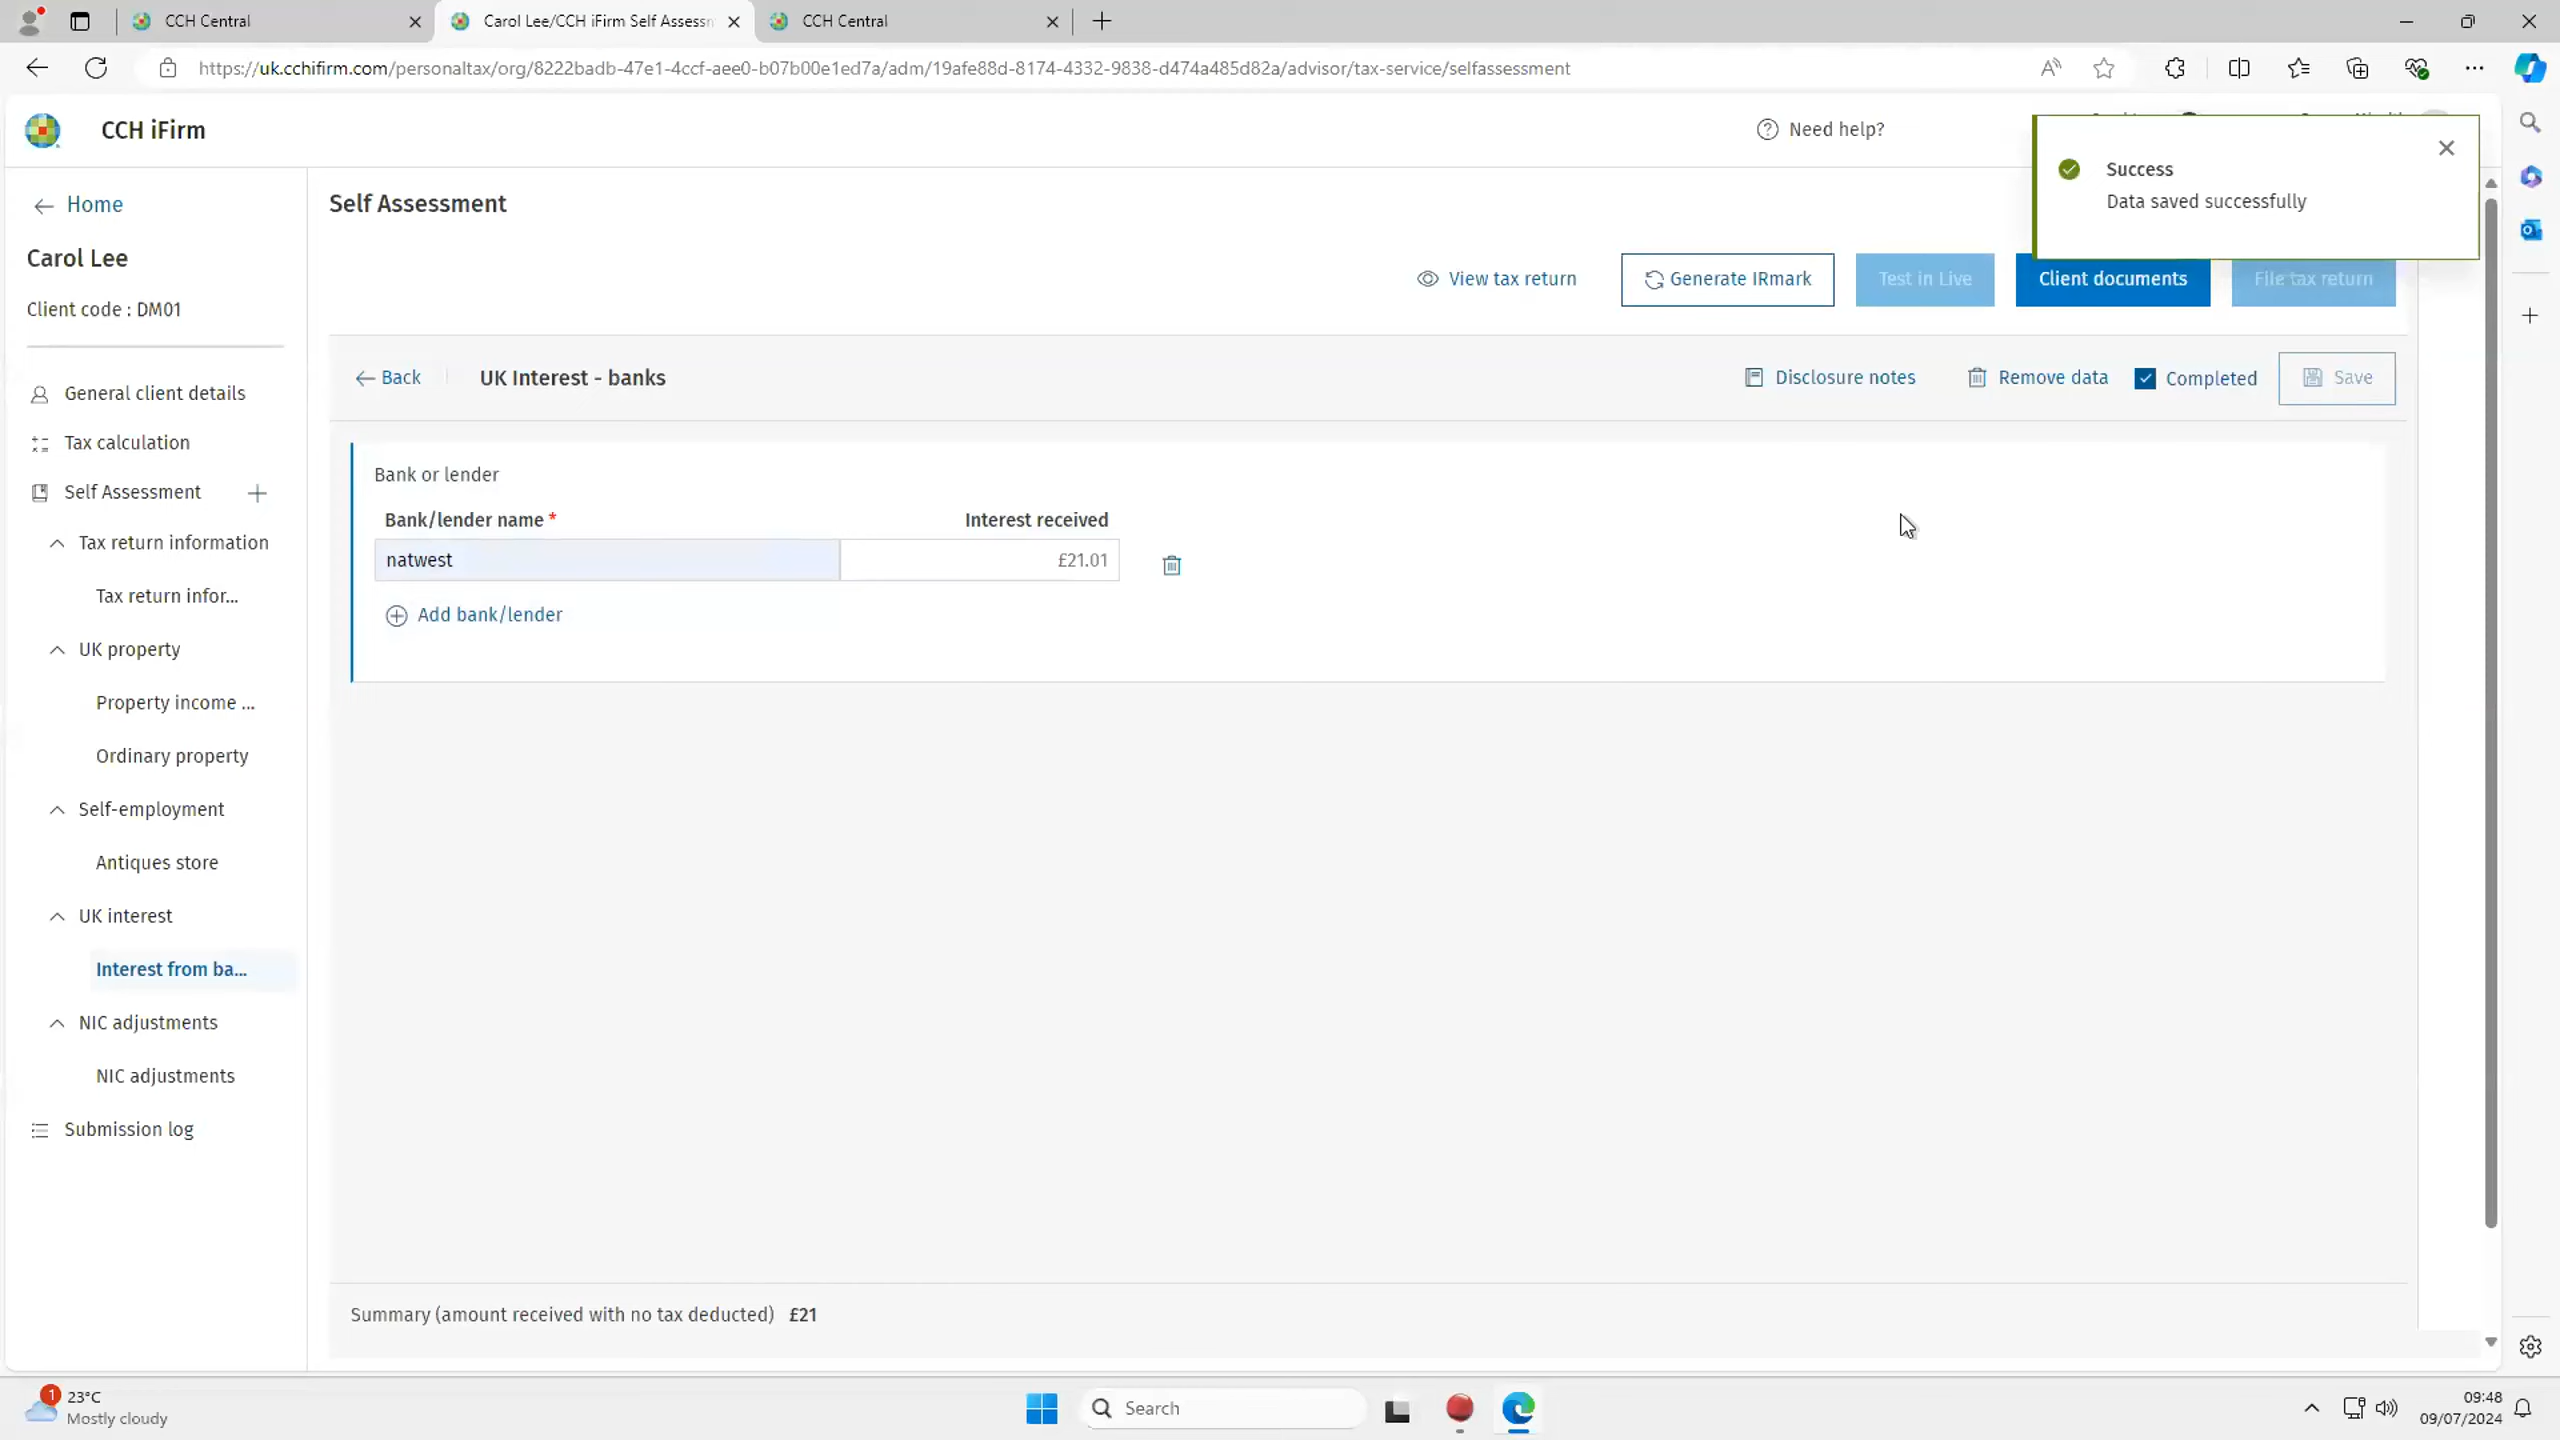 CCH Central
Carol Lee/CCH iFirm Self Assessm
CCH Central
https://uk.cchifirm.com/personaltax/org/8222badb-47e1-4ccf-aee0-b07b00e1ed7a/adm/19afe88d-8174-4332-9838-d474a485d82a/advisor/tax-service/selfassessment
CCH iFirm
Need help?
Success
Data saved successfully
Home
Carol Lee
Client code : DM01
General client details
Tax calculation
Self Assessment
Tax return information
Tax return infor...
UK property
Property income ...
Ordinary property
Self-employment
Antiques store
UK interest
Interest from ba...
NIC adjustments
NIC adjustments
Submission log
Self Assessment
View tax return
Generate IRmark
Test in Live
Client documents
File tax return
Back
UK Interest - banks
Disclosure notes
Remove data
Completed
Save
Bank or lender
Bank/lender name *
Interest received
natwest
£21.01
Add bank/lender
Summary (amount received with no tax deducted) £21
1
23°C
Mostly cloudy
Search
09:48
09/07/2024